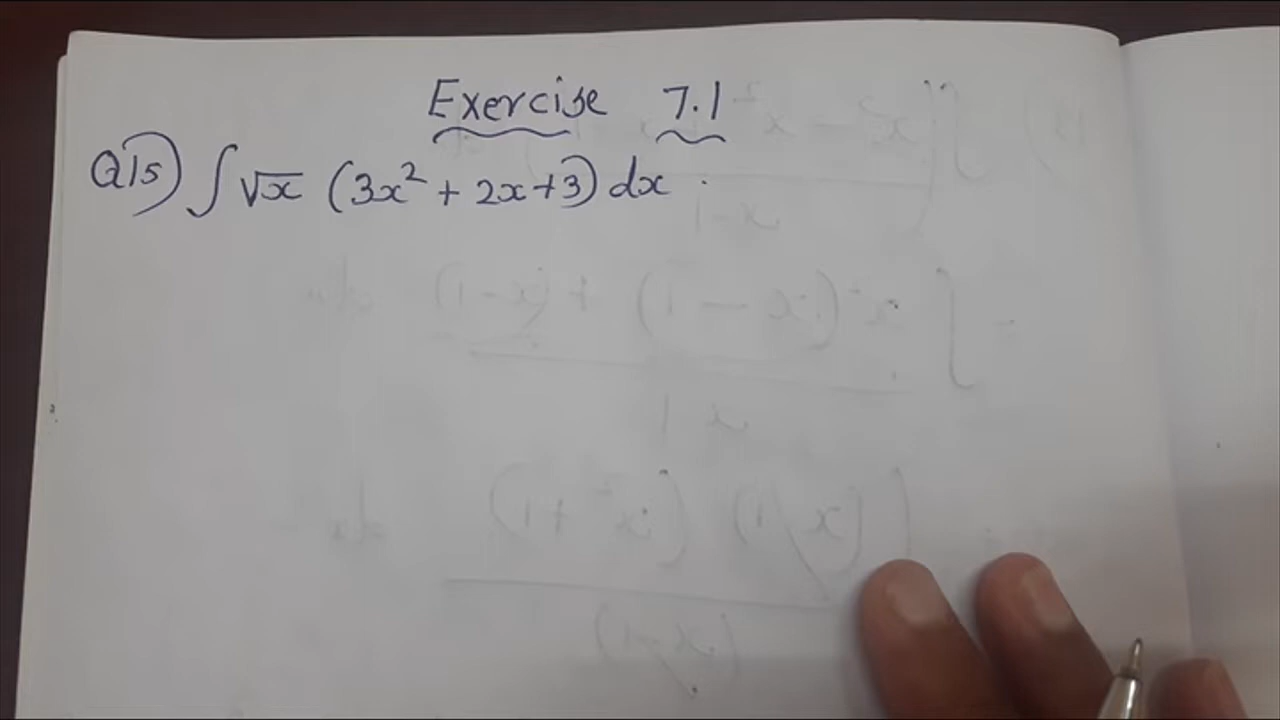 Exercise 7.1
Q15) ∫ √x (3x² + 2x + 3) dx .